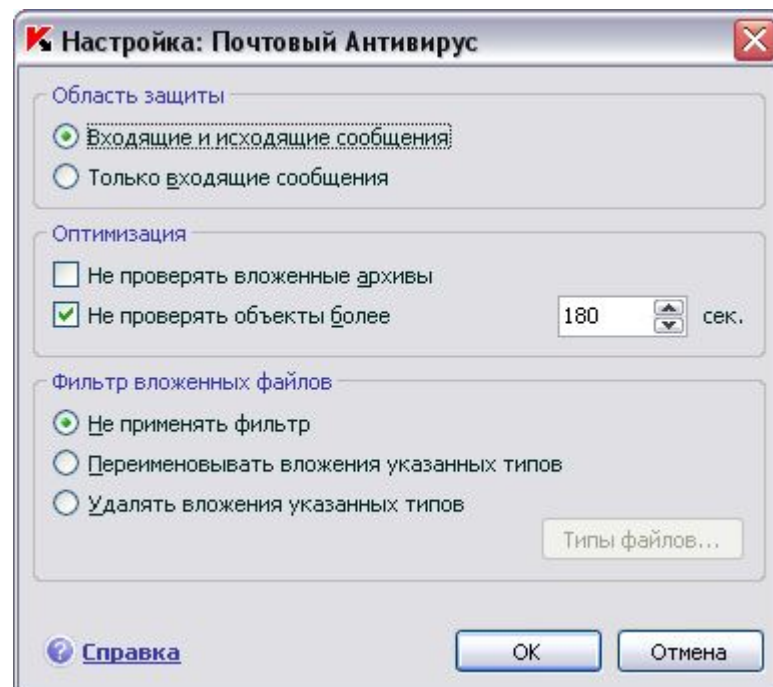 Настройка: Почтовый Антивирус
Область защиты
Входящие и исходящие сообщения
Только входящие сообщения
Оптимизация
Не проверять вложенные архивы
Не проверять объекты более 180 сек.
Фильтр вложенных файлов
Не применять фильтр
Переименовывать вложения указанных типов
Удалять вложения указанных типов
Типы файлов...
Справка OK Отмена